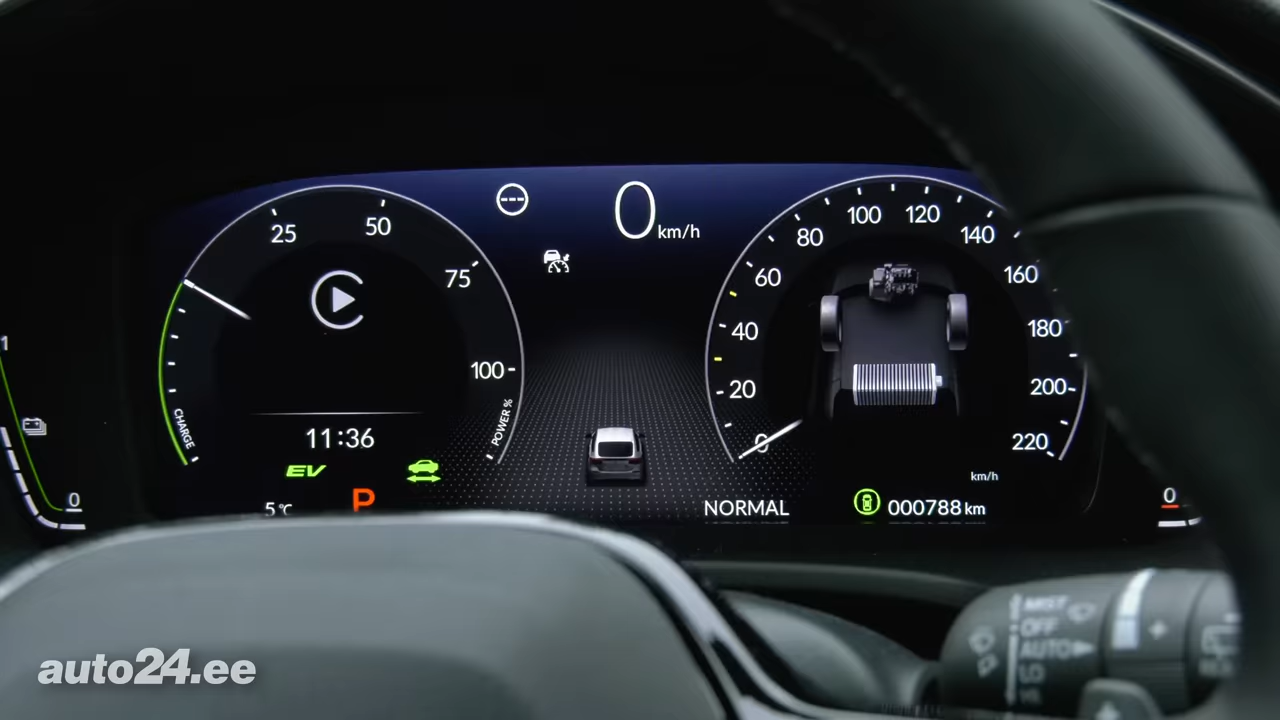 0 km/h
25
50
75
100
CHARGE
POWER %
11:36
EV
5 °C
P
1
0
0
20
40
60
80
100
120
140
160
180
200
220
km/h
NORMAL
000788 km
0
MIST
OFF
AUTO
LO
auto24.ee